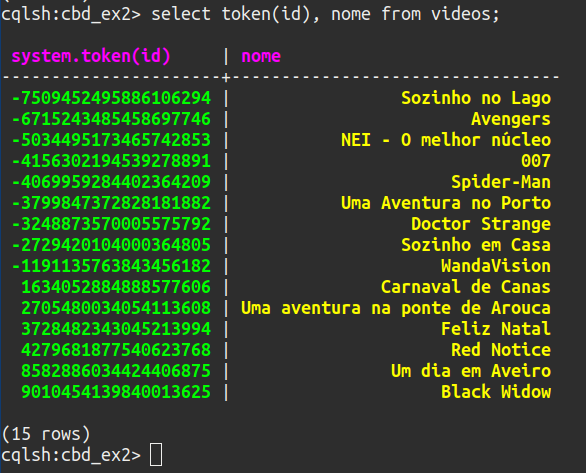 cqlsh:cbd_ex2> select token(id), nome from videos;
system.token(id) | nome
----------------------+--------------------------------
-7509452495886106294 | Sozinho no Lago
-6715243485458697746 | Avengers
-5034495173465742853 | NEI - O melhor núcleo
-4156302194539278891 | 007
-4069959284402364209 | Spider-Man
-3799847372828181882 | Uma Aventura no Porto
-3248873570005575792 | Doctor Strange
-2729420104000364805 | Sozinho em Casa
-1191135763843456182 | WandaVision
1634052884888577606 | Carnaval de Canas
2705480034054113608 | Uma aventura na ponte de Arouca
3728482343045213994 | Feliz Natal
4279681877540623768 | Red Notice
8582886034424406875 | Um dia em Aveiro
9010454139840013625 | Black Widow
(15 rows)
cqlsh:cbd_ex2>